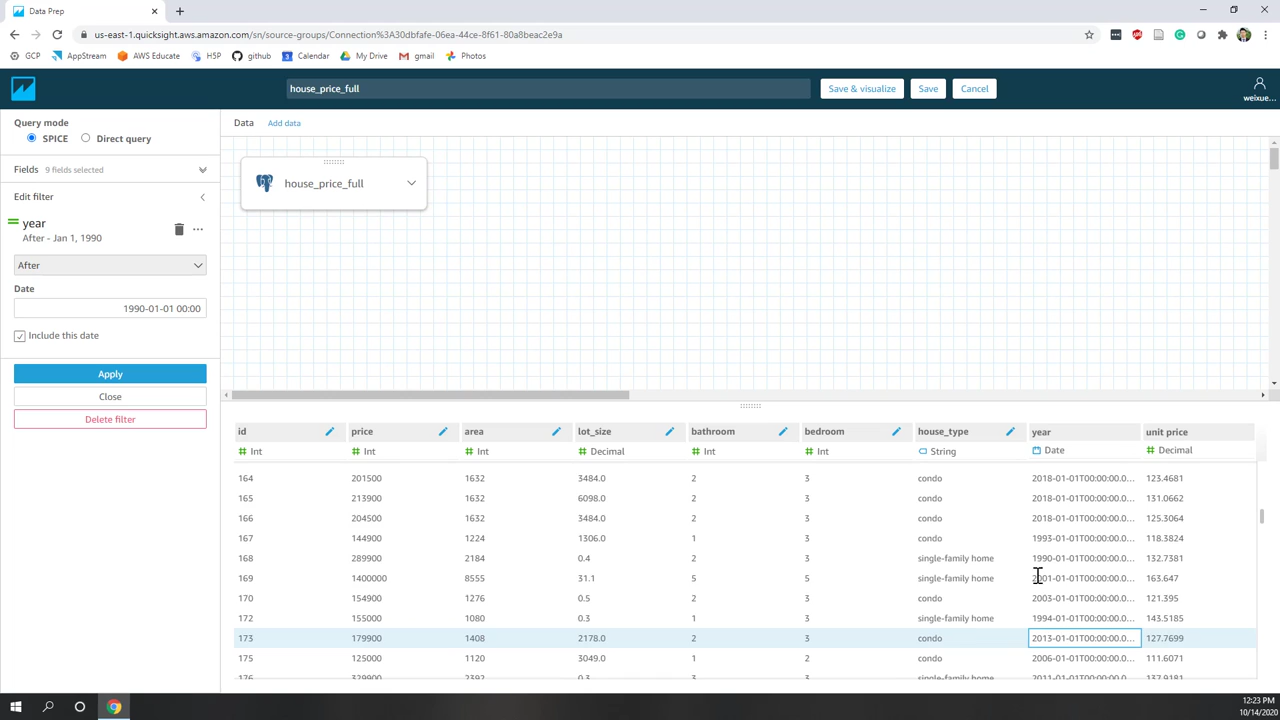 Data Prep
us-east-1.quicksight.aws.amazon.com/sn/source-groups/Connection%3A30dbfafe-06ea-44ce-8f61-80a8beac2e9a
GCP AppStream AWS Educate H5P github Calendar My Drive gmail Photos
house_price_full Save & visualize Save Cancel
weixue...
Query mode
SPICE Direct query
Fields 9 fields selected
Edit filter
year
After - Jan 1, 1990
After
Date
1990-01-01 00:00
Include this date
Apply
Close
Delete filter
Data Add data
house_price_full
id price area lot_size bathroom bedroom house_type year unit price
Int Int Int Decimal Int Int String Date Decimal
164 201500 1632 3484.0 2 3 condo 2018-01-01T00:00:00.0... 123.4681
165 213900 1632 6098.0 2 3 condo 2018-01-01T00:00:00.0... 131.0662
166 204500 1632 3484.0 2 3 condo 2018-01-01T00:00:00.0... 125.3064
167 144900 1224 1306.0 1 3 condo 1993-01-01T00:00:00.0... 118.3824
168 289900 2184 0.4 2 3 single-family home 1990-01-01T00:00:00.0... 132.7381
169 1400000 8555 31.1 5 5 single-family home 2001-01-01T00:00:00.0... 163.647
170 154900 1276 0.5 2 3 condo 2003-01-01T00:00:00.0... 121.395
172 155000 1080 0.3 1 3 single-family home 1994-01-01T00:00:00.0... 143.5185
173 179900 1408 2178.0 2 3 condo 2013-01-01T00:00:00.0... 127.7699
175 125000 1120 3049.0 1 2 condo 2006-01-01T00:00:00.0... 111.6071
176 329900 2392 0.3 3 3 single-family home 2011-01-01T00:00:00.0... 137.9181
12:23 PM
10/14/2020